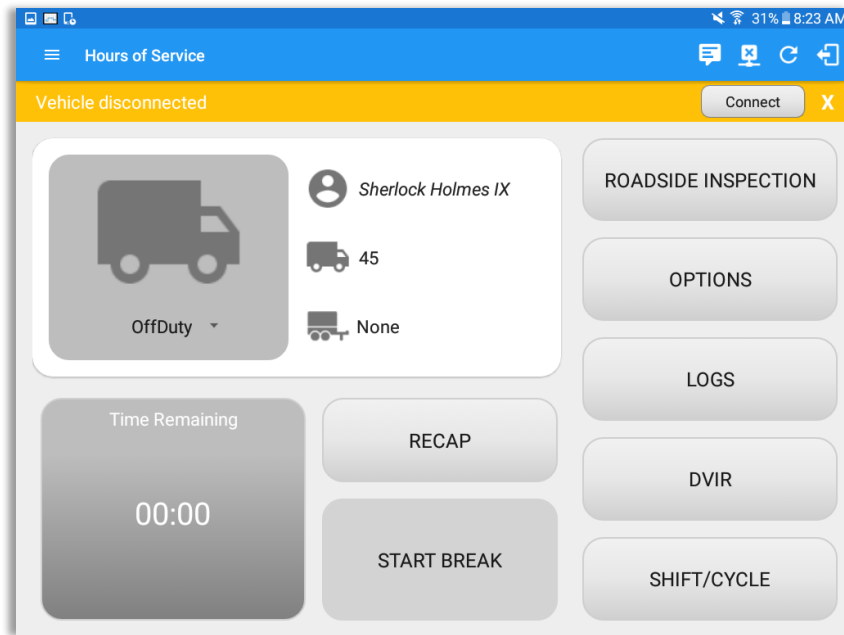 31% 8:23 AM
Hours of Service
Vehicle disconnected
Connect
X
Sherlock Holmes IX
45
OffDuty
None
Time Remaining
00:00
RECAP
START BREAK
ROADSIDE INSPECTION
OPTIONS
LOGS
DVIR
SHIFT/CYCLE